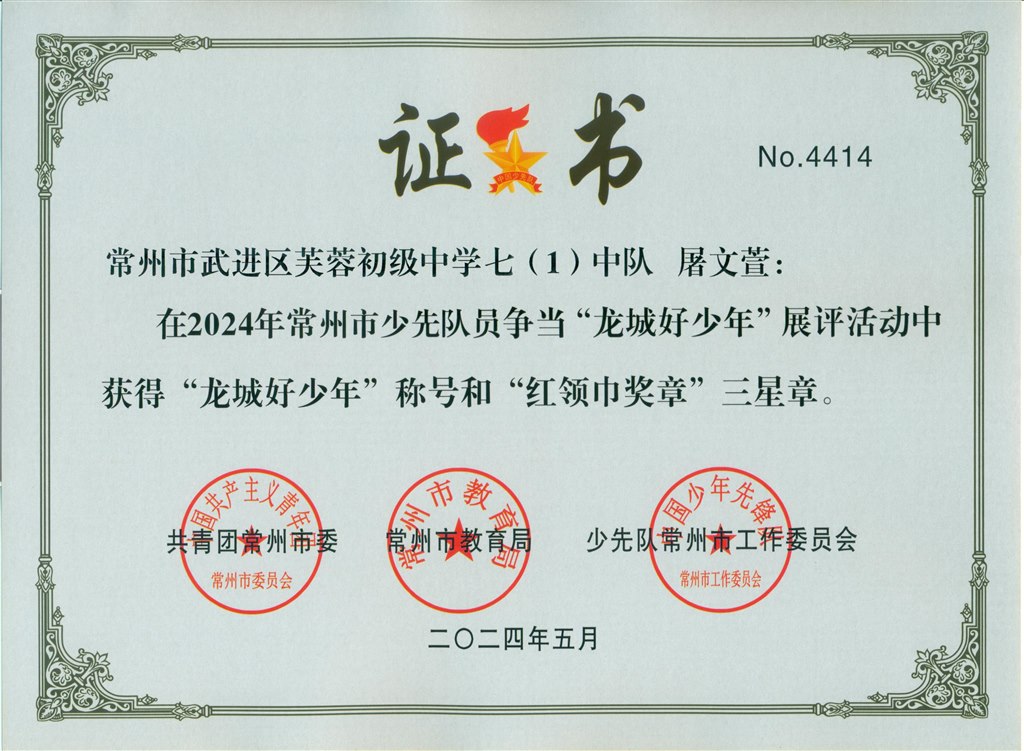 证书
中国少先队
No.4414
常州市武进区芙蓉初级中学七（1）中队 屠文萱：
在2024年常州市少先队员争当“龙城好少年”展评活动中
获得“龙城好少年”称号和“红领巾奖章”三星章。
中国共产主义青年团
常州市教育局
中国少年先锋队
共青团常州市委
常州市教育局
少先队常州市工作委员会
常州市委员会
常州市工作委员会
二〇二四年五月